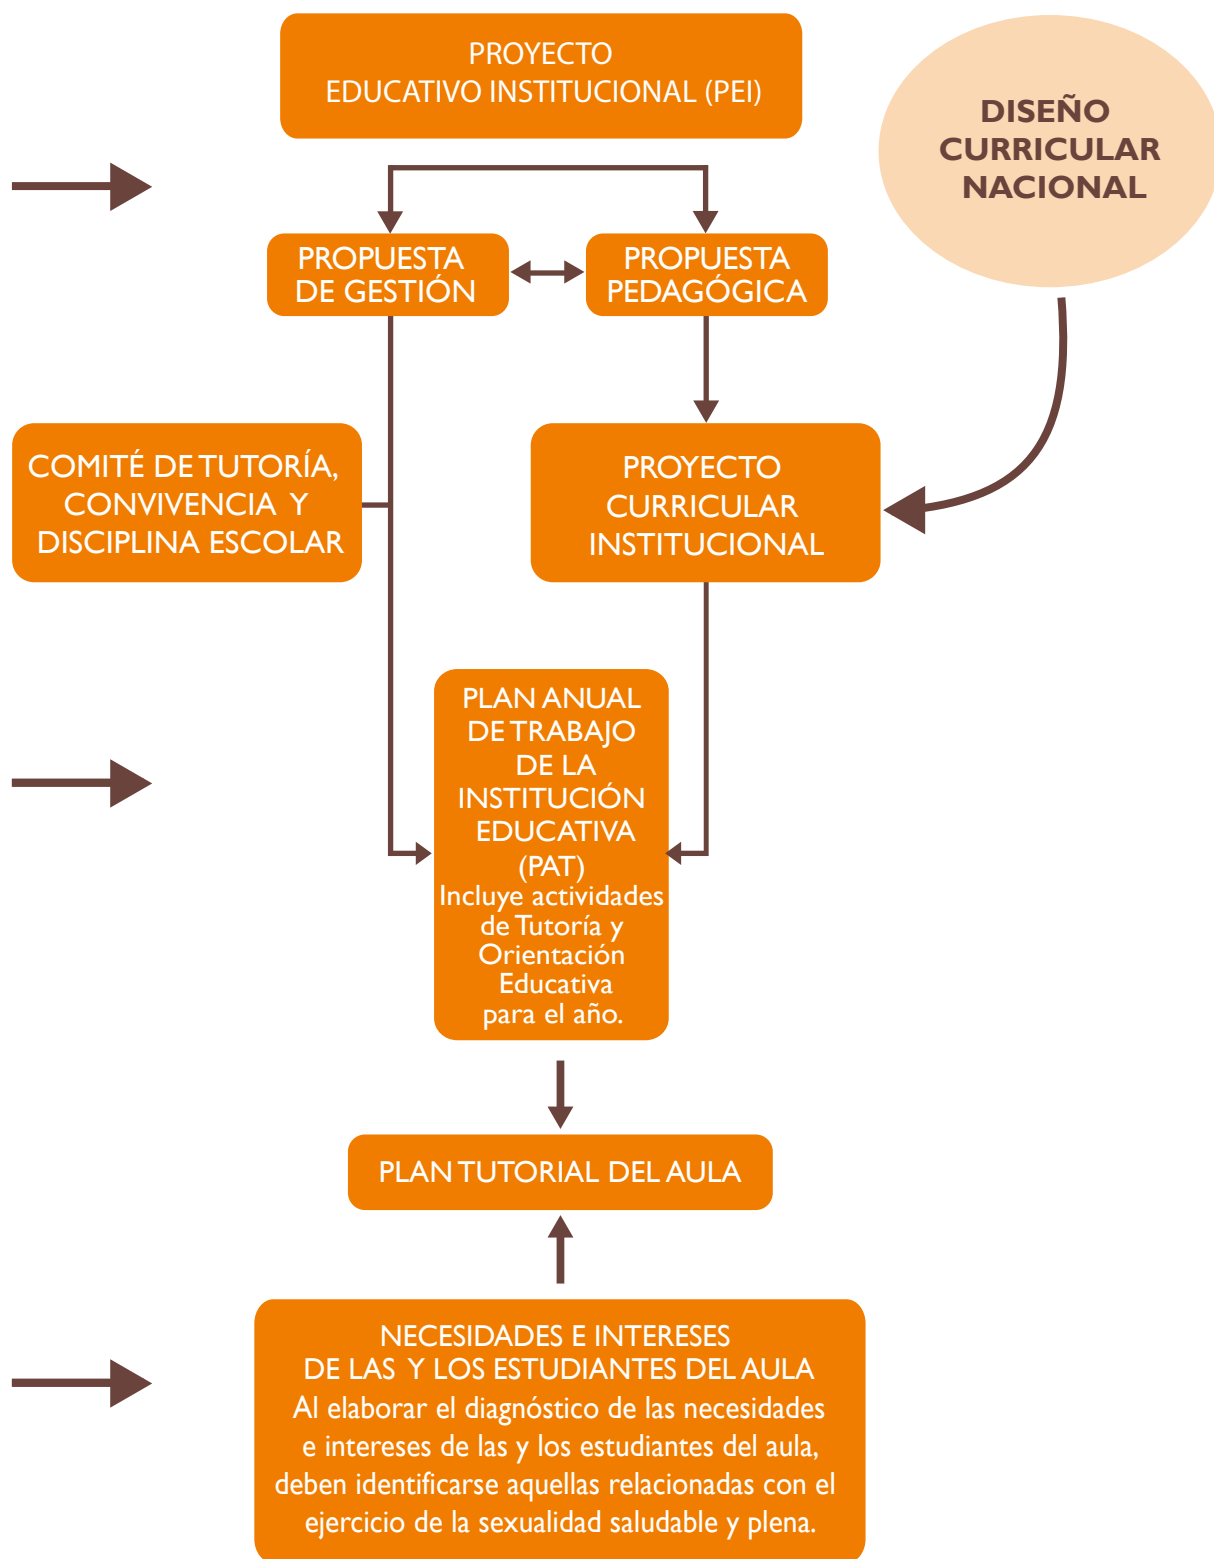 PROYECTO
EDUCATIVO INSTITUCIONAL (PEI)
DISEÑO
CURRICULAR
NACIONAL
PROPUESTA
DE GESTIÓN
PROPUESTA
PEDAGÓGICA
COMITÉ DE TUTORÍA,
CONVIVENCIA Y
DISCIPLINA ESCOLAR
PROYECTO
CURRICULAR
INSTITUCIONAL
PLAN ANUAL
DE TRABAJO
DE LA
INSTITUCIÓN
EDUCATIVA
(PAT)
Incluye actividades
de Tutoría y
Orientación
Educativa
para el año.
PLAN TUTORIAL DEL AULA
NECESIDADES E INTERESES
DE LAS Y LOS ESTUDIANTES DEL AULA
Al elaborar el diagnóstico de las necesidades
e intereses de las y los estudiantes del aula,
deben identificarse aquellas relacionadas con el
ejercicio de la sexualidad saludable y plena.